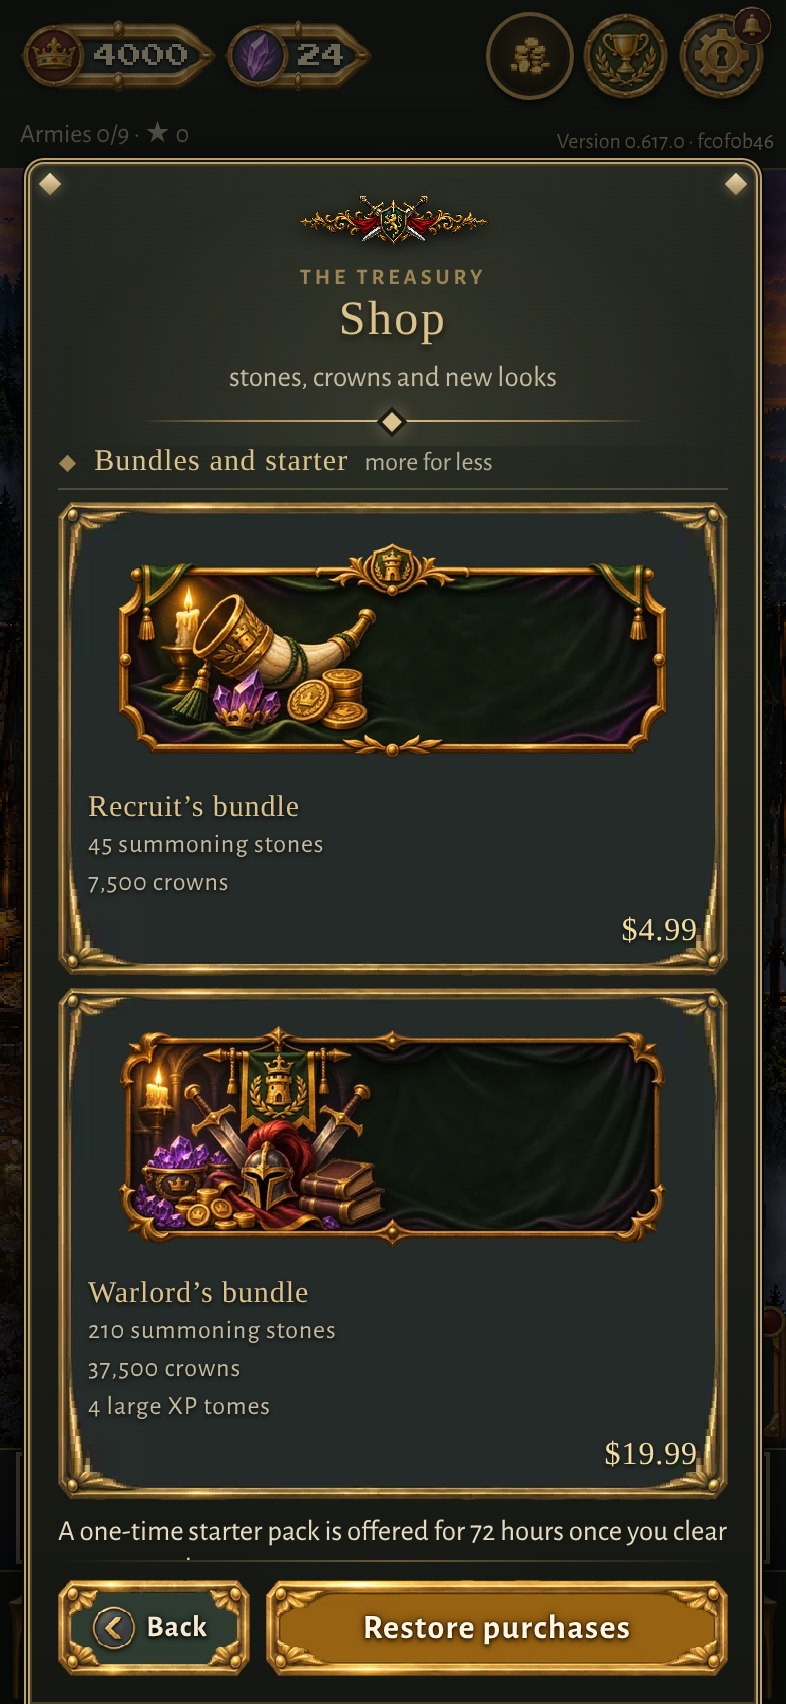 4000
24
Armies 0/9 · ★ 0
Version 0.617.0 · fc0f0b46
THE TREASURY
Shop
stones, crowns and new looks
Bundles and starter more for less
Recruit’s bundle
45 summoning stones
7,500 crowns
$4.99
Warlord’s bundle
210 summoning stones
37,500 crowns
4 large XP tomes
$19.99
A one-time starter pack is offered for 72 hours once you clear
Back
Restore purchases